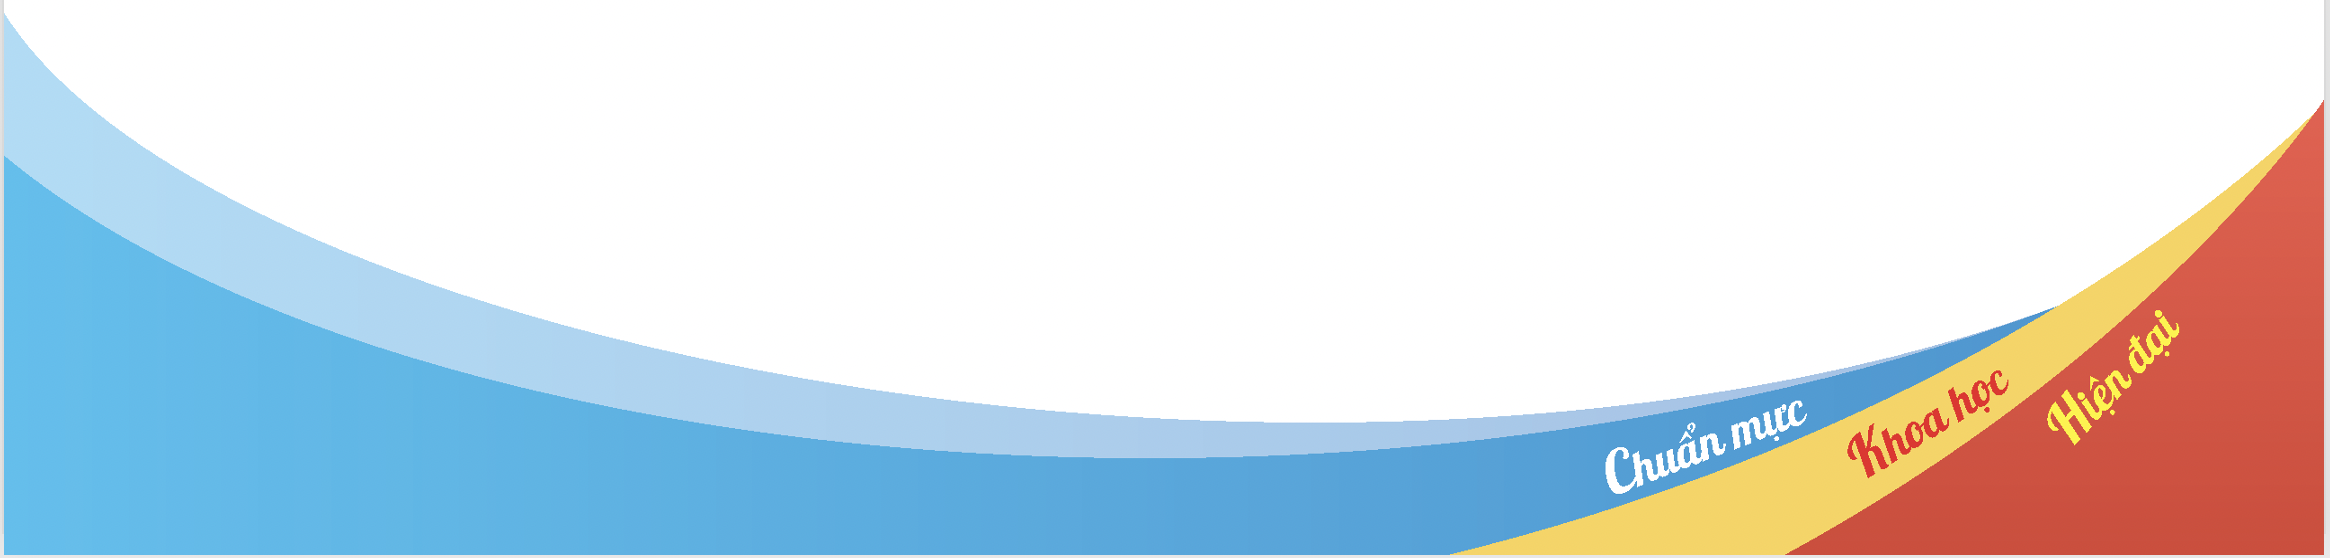 Chuẩn mực
Khoa học
Hiện đại